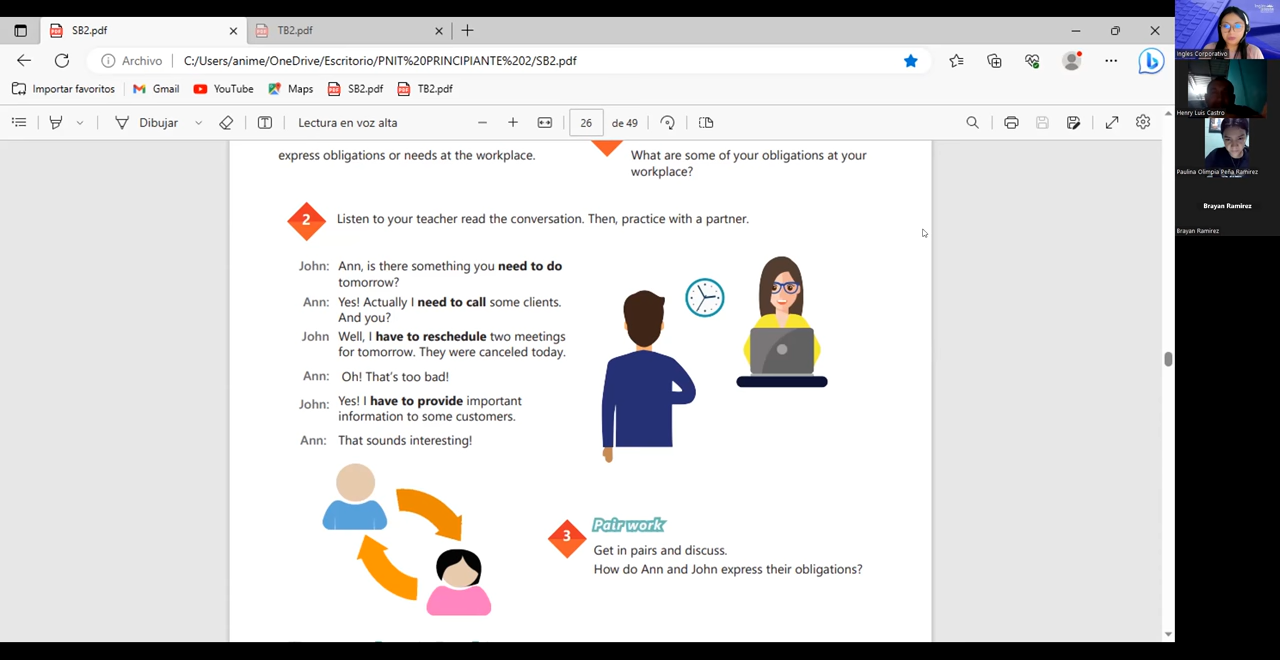 SB2.pdf
TB2.pdf
Archivo
C:/Users/anime/OneDrive/Escritorio/PNIT%20PRINCIPIANTE%202/SB2.pdf
Importar favoritos
Gmail
YouTube
Maps
SB2.pdf
TB2.pdf
Dibujar
Lectura en voz alta
26
de 49
express obligations or needs at the workplace.
What are some of your obligations at your
workplace?
2
Listen to your teacher read the conversation. Then, practice with a partner.
John: Ann, is there something you need to do
tomorrow?
Ann: Yes! Actually I need to call some clients.
And you?
John Well, I have to reschedule two meetings
for tomorrow. They were canceled today.
Ann: Oh! That's too bad!
John: Yes! I have to provide important
information to some customers.
Ann: That sounds interesting!
3
Pair work
Get in pairs and discuss.
How do Ann and John express their obligations?
Ingles Corporativo
Henry Luis Castro
Paulina Olimpia Peña Ramirez
Brayan Ramirez
Brayan Ramirez